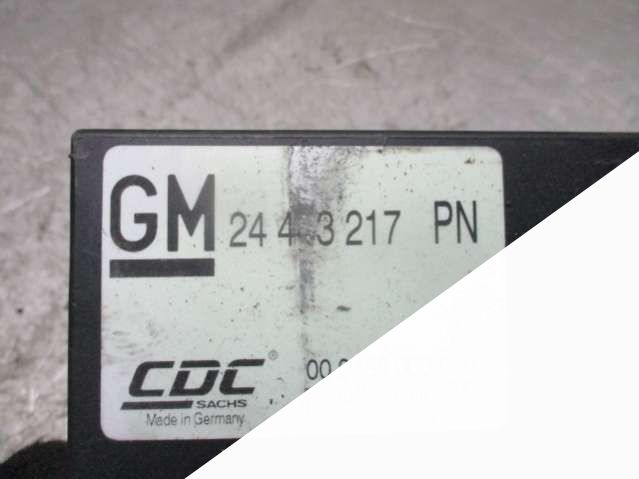 GM 24 4 3 217 PN
CDC®
SACHS
Made in Germany